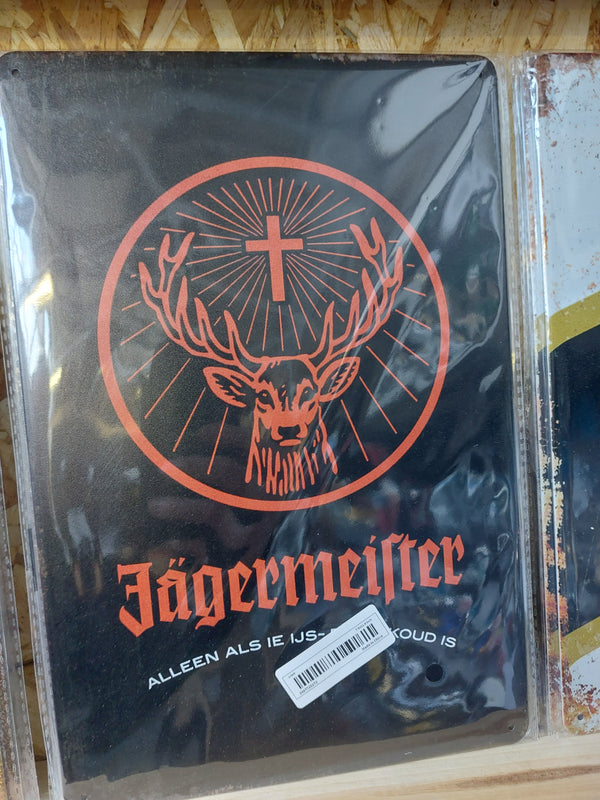 Jägermeiſter
ALLEEN ALS IE IJS- KOUD IS